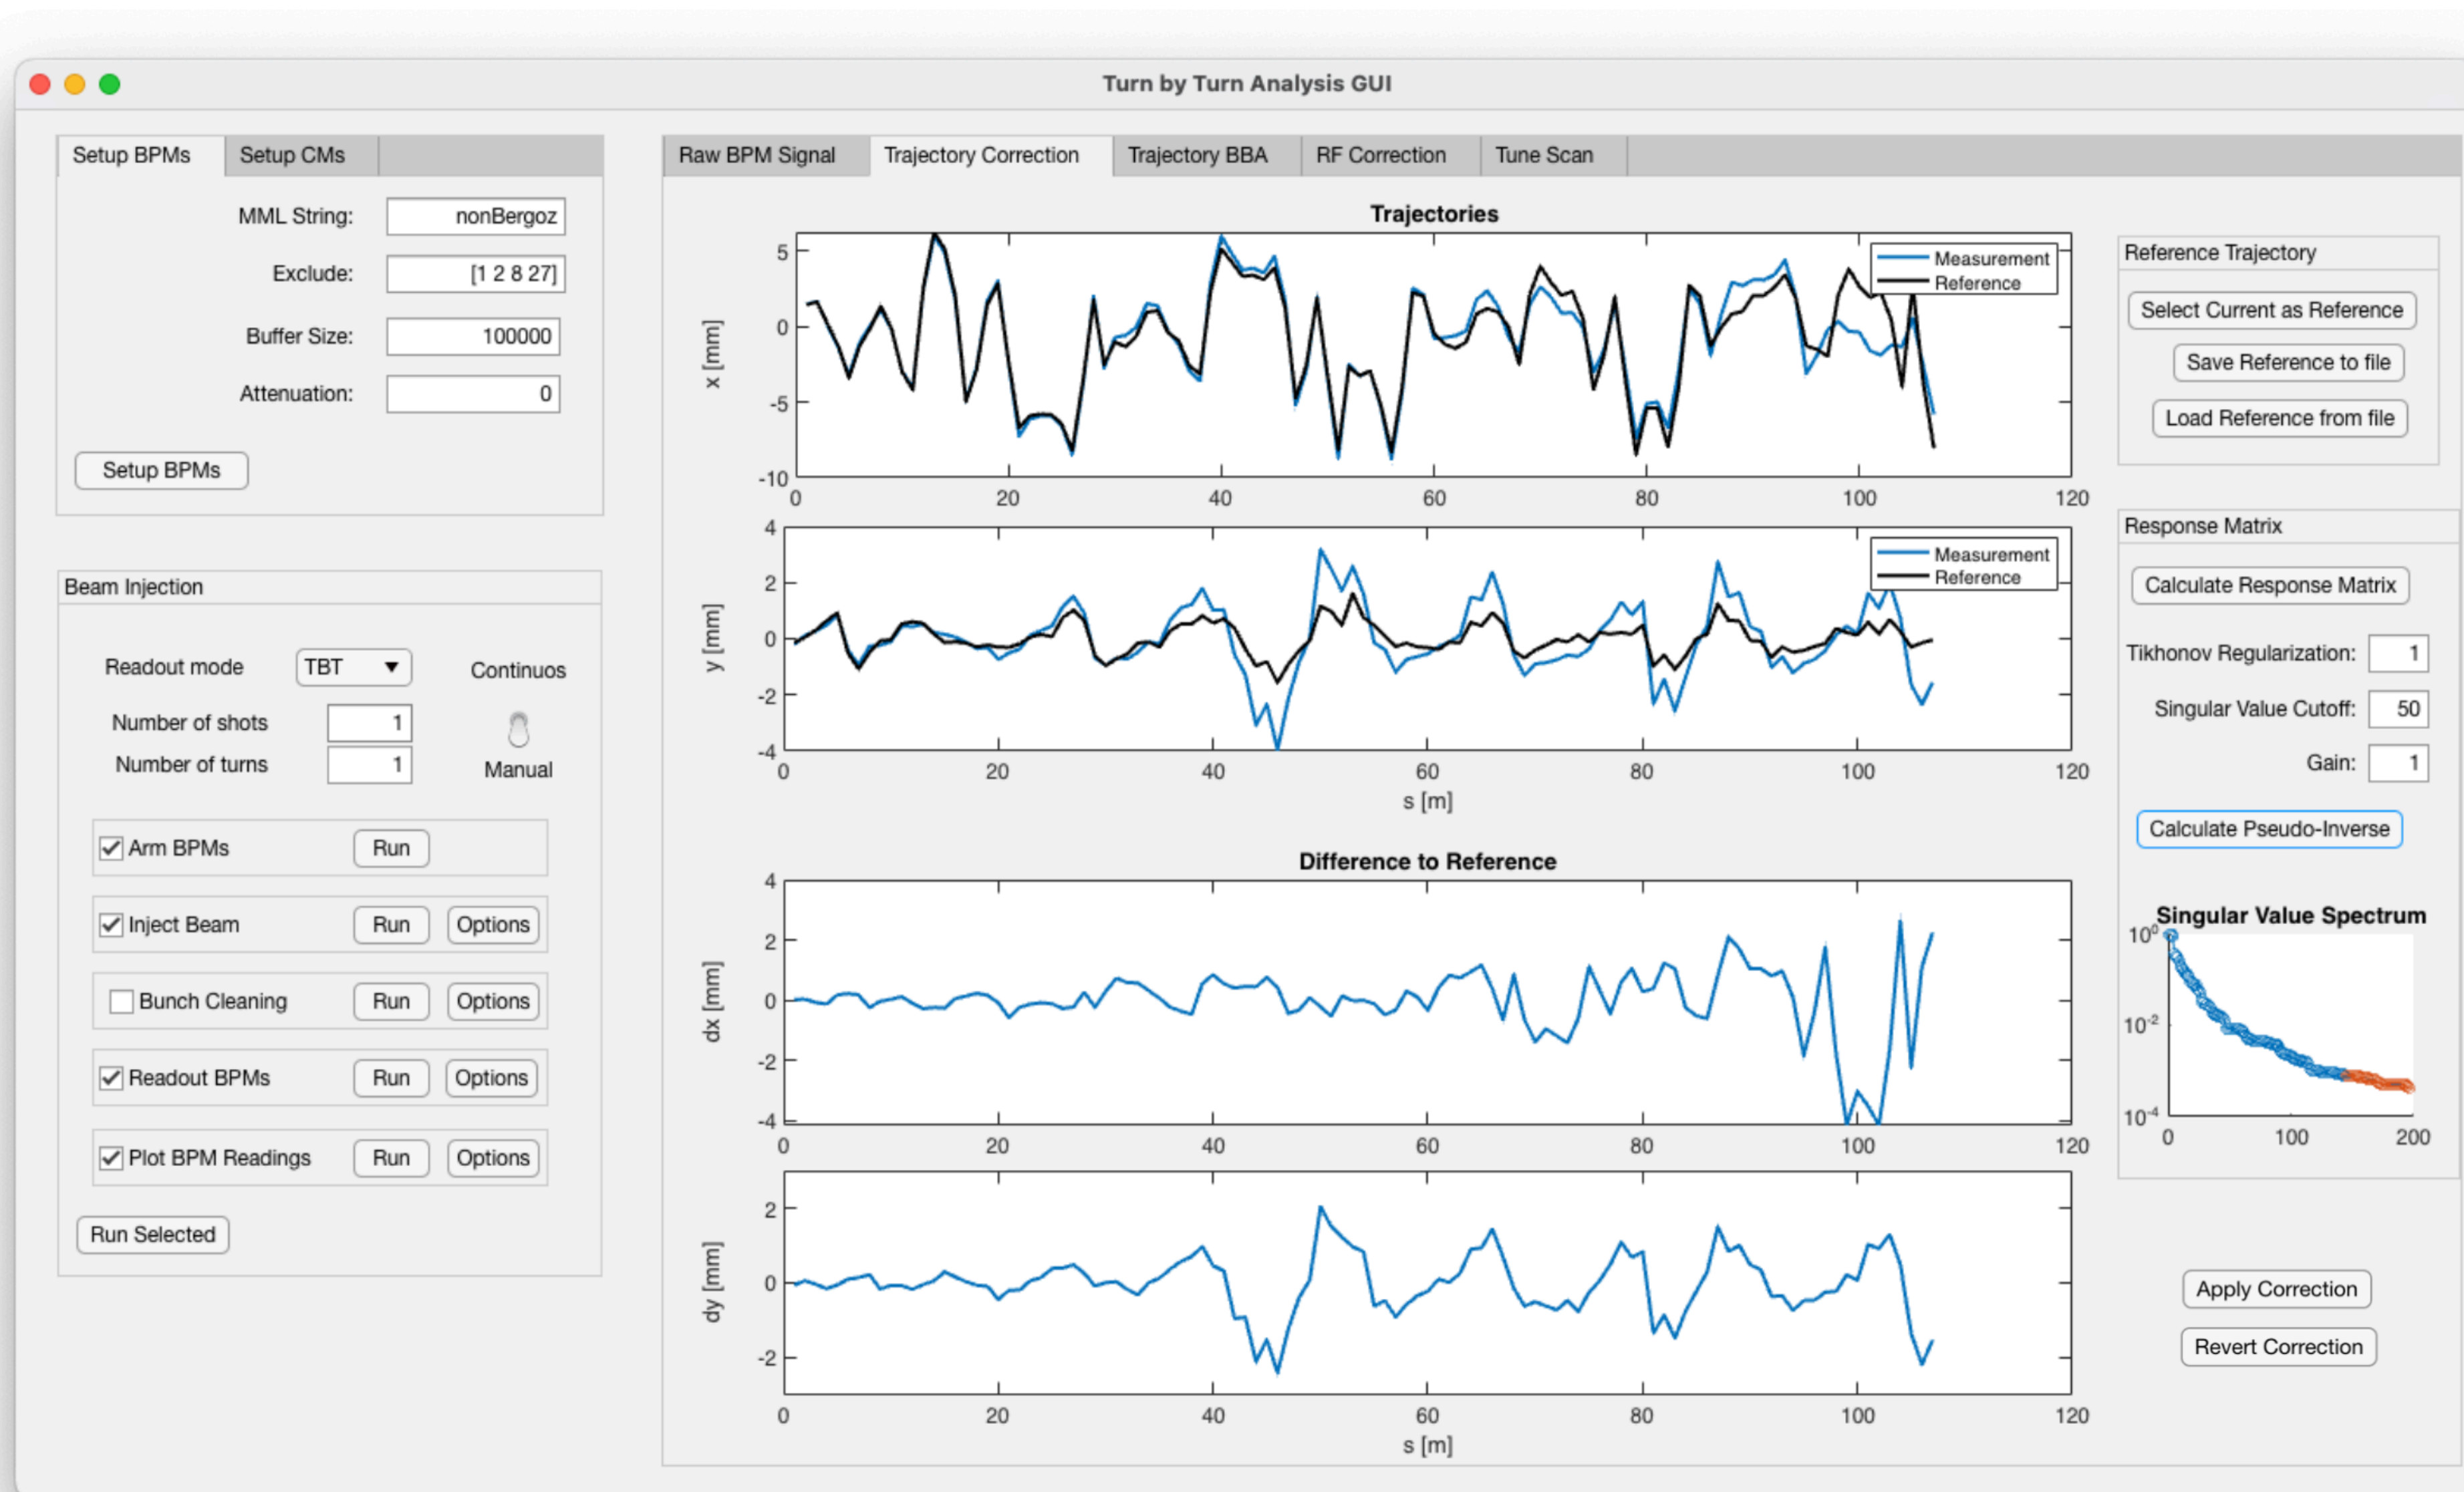 Turn by Turn Analysis GUI
Setup BPMs
Setup CMs
MML String:
nonBergoz
Exclude:
[1 2 8 27]
Buffer Size:
100000
Attenuation:
0
Setup BPMs
Beam Injection
Readout mode
TBT
Continuos
Number of shots
1
Number of turns
1
Manual
Arm BPMs
Run
Inject Beam
Run
Options
Bunch Cleaning
Run
Options
Readout BPMs
Run
Options
Plot BPM Readings
Run
Options
Run Selected
Raw BPM Signal
Trajectory Correction
Trajectory BBA
RF Correction
Tune Scan
Trajectories
x [mm]
5
0
-5
-10
0 20 40 60 80 100 120
Measurement
Reference
y [mm]
4
2
0
-2
-4
0 20 40 60 80 100 120
s [m]
Measurement
Reference
Difference to Reference
dx [mm]
4
2
0
-2
-4
0 20 40 60 80 100 120
dy [mm]
2
0
-2
0 20 40 60 80 100 120
s [m]
Reference Trajectory
Select Current as Reference
Save Reference to file
Load Reference from file
Response Matrix
Calculate Response Matrix
Tikhonov Regularization:
1
Singular Value Cutoff:
50
Gain:
1
Calculate Pseudo-Inverse
Singular Value Spectrum
10^0
10^-2
10^-4
0 100 200
Apply Correction
Revert Correction